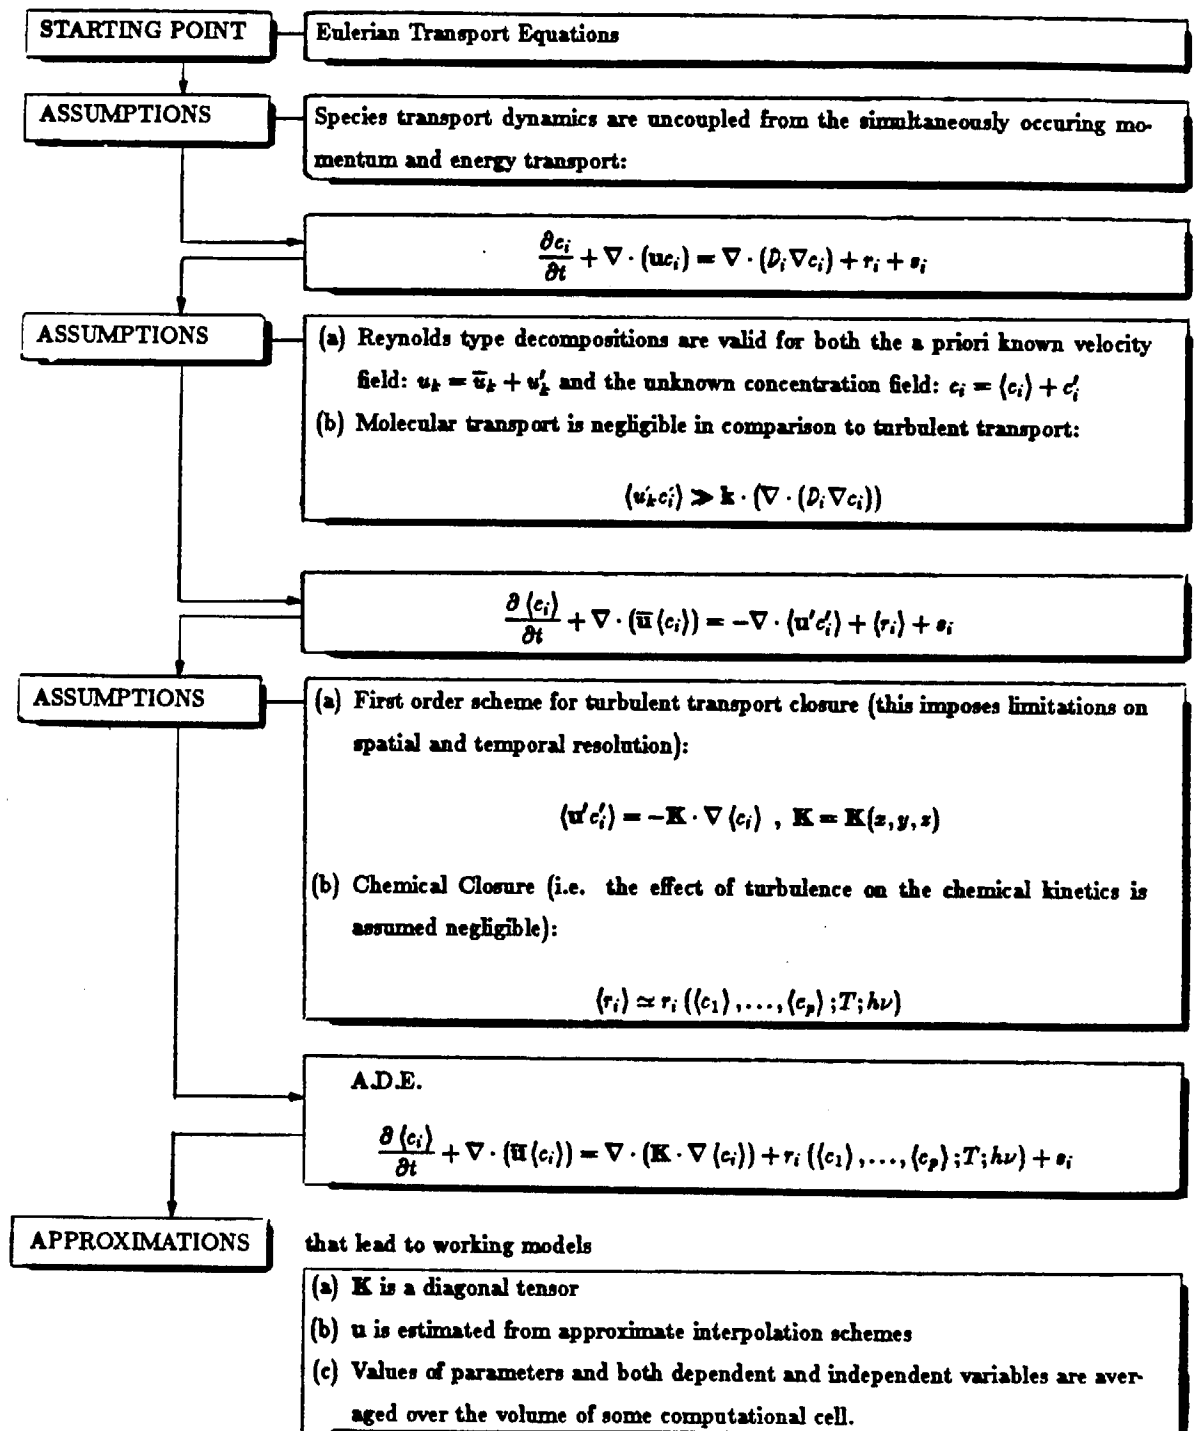 STARTING POINT
Eulerian Transport Equations
ASSUMPTIONS
Species transport dynamics are uncoupled from the simultaneously occuring mo-
mentum and energy transport:
∂c_i/∂t + ∇ · (𝐮c_i) = ∇ · (D_i∇c_i) + r_i + s_i
ASSUMPTIONS
(a) Reynolds type decompositions are valid for both the a priori known velocity
field: u_k = ū_k + u′_k and the unknown concentration field: c_i = ⟨c_i⟩ + c′_i
(b) Molecular transport is negligible in comparison to turbulent transport:
⟨u′_k c′_i⟩ ≫ 𝐤 · (∇ · (D_i∇c_i))
∂⟨c_i⟩/∂t + ∇ · (𝐮̄⟨c_i⟩) = −∇ · ⟨𝐮′c′_i⟩ + ⟨r_i⟩ + s_i
ASSUMPTIONS
(a) First order scheme for turbulent transport closure (this imposes limitations on
spatial and temporal resolution):
⟨𝐮′c′_i⟩ = −𝐊 · ∇⟨c_i⟩ , 𝐊 = 𝐊(x,y,z)
(b) Chemical Closure (i.e. the effect of turbulence on the chemical kinetics is
assumed negligible):
⟨r_i⟩ ≃ r_i (⟨c_1⟩,...,⟨c_p⟩;T;hν)
A.D.E.
∂⟨c_i⟩/∂t + ∇ · (𝐮̄⟨c_i⟩) = ∇ · (𝐊 · ∇⟨c_i⟩) + r_i (⟨c_1⟩,...,⟨c_p⟩;T;hν) + s_i
APPROXIMATIONS
that lead to working models
(a) 𝐊 is a diagonal tensor
(b) 𝐮 is estimated from approximate interpolation schemes
(c) Values of parameters and both dependent and independent variables are aver-
aged over the volume of some computational cell.